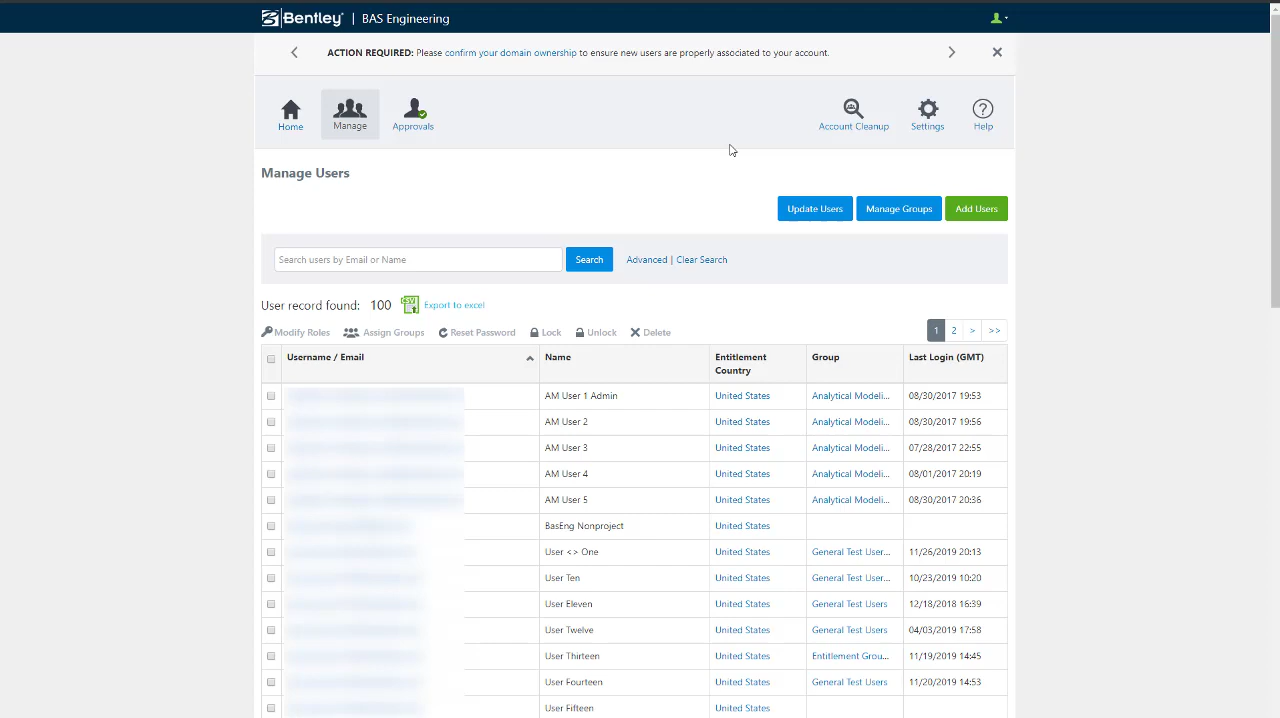 Bentley | BAS Engineering
ACTION REQUIRED: Please confirm your domain ownership to ensure new users are properly associated to your account.
Home
Manage
Approvals
Account Cleanup
Settings
Help
Manage Users
Update Users
Manage Groups
Add Users
Search users by Email or Name
Search
Advanced | Clear Search
User record found: 100 CSV Export to excel
Modify Roles Assign Groups Reset Password Lock Unlock Delete
1 2 > >>
Username / Email Name Entitlement Country Group Last Login (GMT)
AM User 1 Admin United States Analytical Modeli... 08/30/2017 19:53
AM User 2 United States Analytical Modeli... 08/30/2017 19:56
AM User 3 United States Analytical Modeli... 07/28/2017 22:55
AM User 4 United States Analytical Modeli... 08/01/2017 20:19
AM User 5 United States Analytical Modeli... 08/30/2017 20:36
BasEng Nonproject United States
User <> One United States General Test User... 11/26/2019 20:13
User Ten United States General Test User... 10/23/2019 10:20
User Eleven United States General Test Users 12/18/2018 16:39
User Twelve United States General Test Users 04/03/2019 17:58
User Thirteen United States Entitlement Grou... 11/19/2019 14:45
User Fourteen United States General Test Users 11/20/2019 14:53
User Fifteen United States